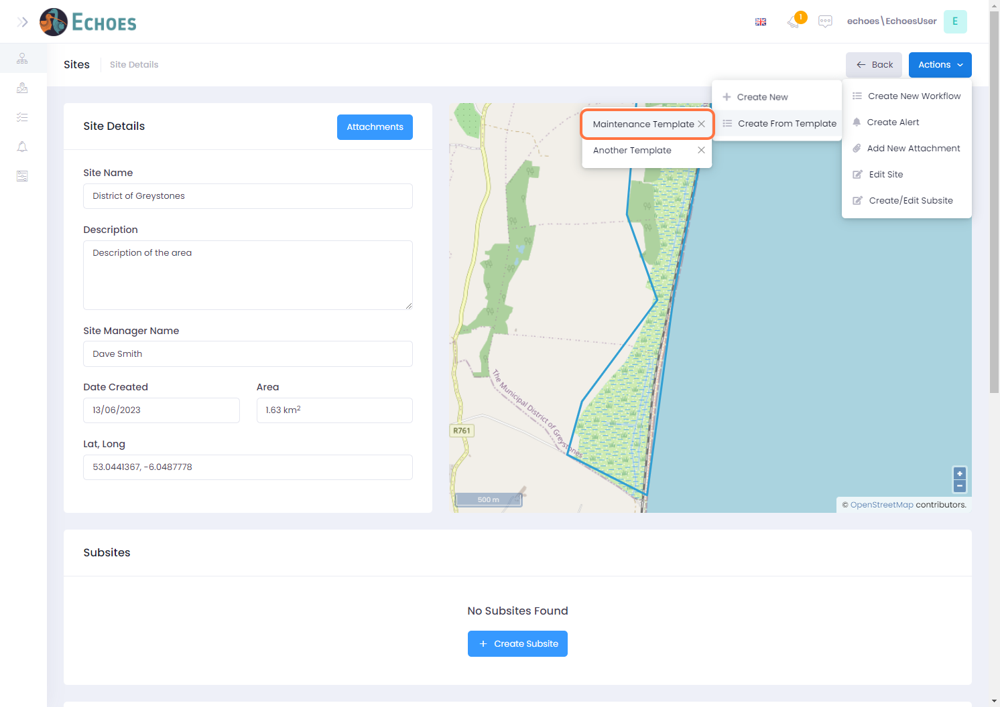 ECHOES
1
echoes\EchoesUser
E
Sites
Site Details
Back
Actions
Create New
Create From Template
Maintenance Template
Another Template
Create New Workflow
Create Alert
Add New Attachment
Edit Site
Create/Edit Subsite
Site Details
Attachments
Site Name
District of Greystones
Description
Description of the area
Site Manager Name
Dave Smith
Date Created
Area
13/06/2023
1.63 km²
Lat, Long
53.0441367, -6.0487778
The Municipal District of Greystones
R761
500 m
+
−
© OpenStreetMap contributors.
Subsites
No Subsites Found
+ Create Subsite